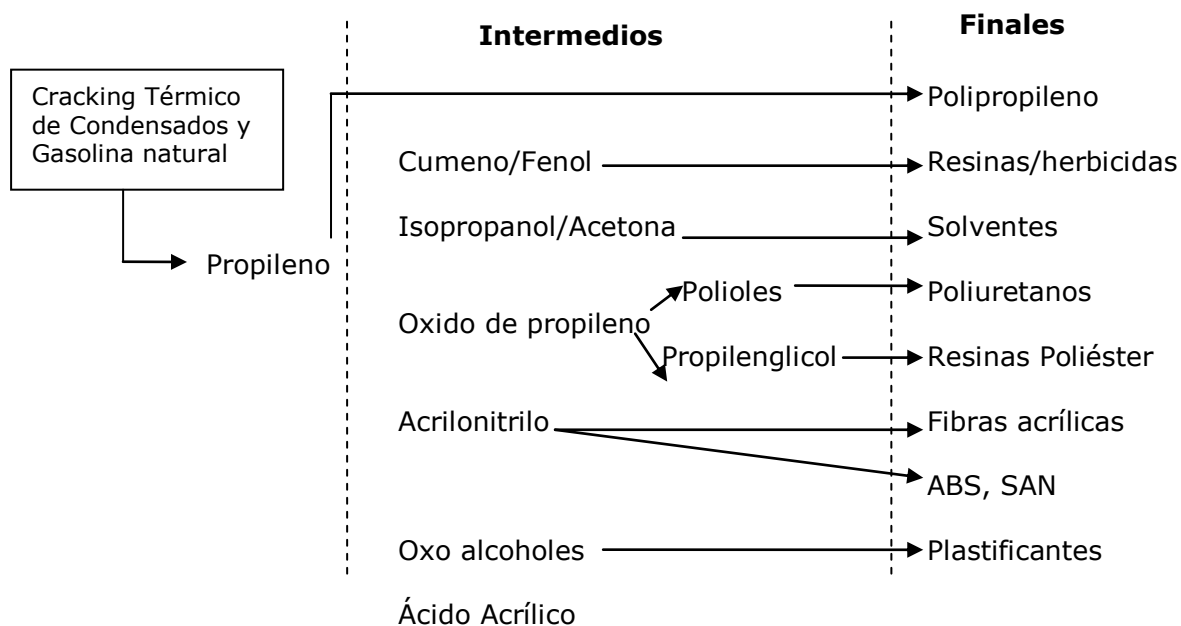 Intermedios
Finales
Cracking Térmico
de Condensados y
Gasolina natural
Polipropileno
Cumeno/Fenol
Resinas/herbicidas
Isopropanol/Acetona
Solventes
Propileno
Polioles
Poliuretanos
Oxido de propileno
Propilenglicol
Resinas Poliéster
Acrilonitrilo
Fibras acrílicas
ABS, SAN
Oxo alcoholes
Plastificantes
Ácido Acrílico